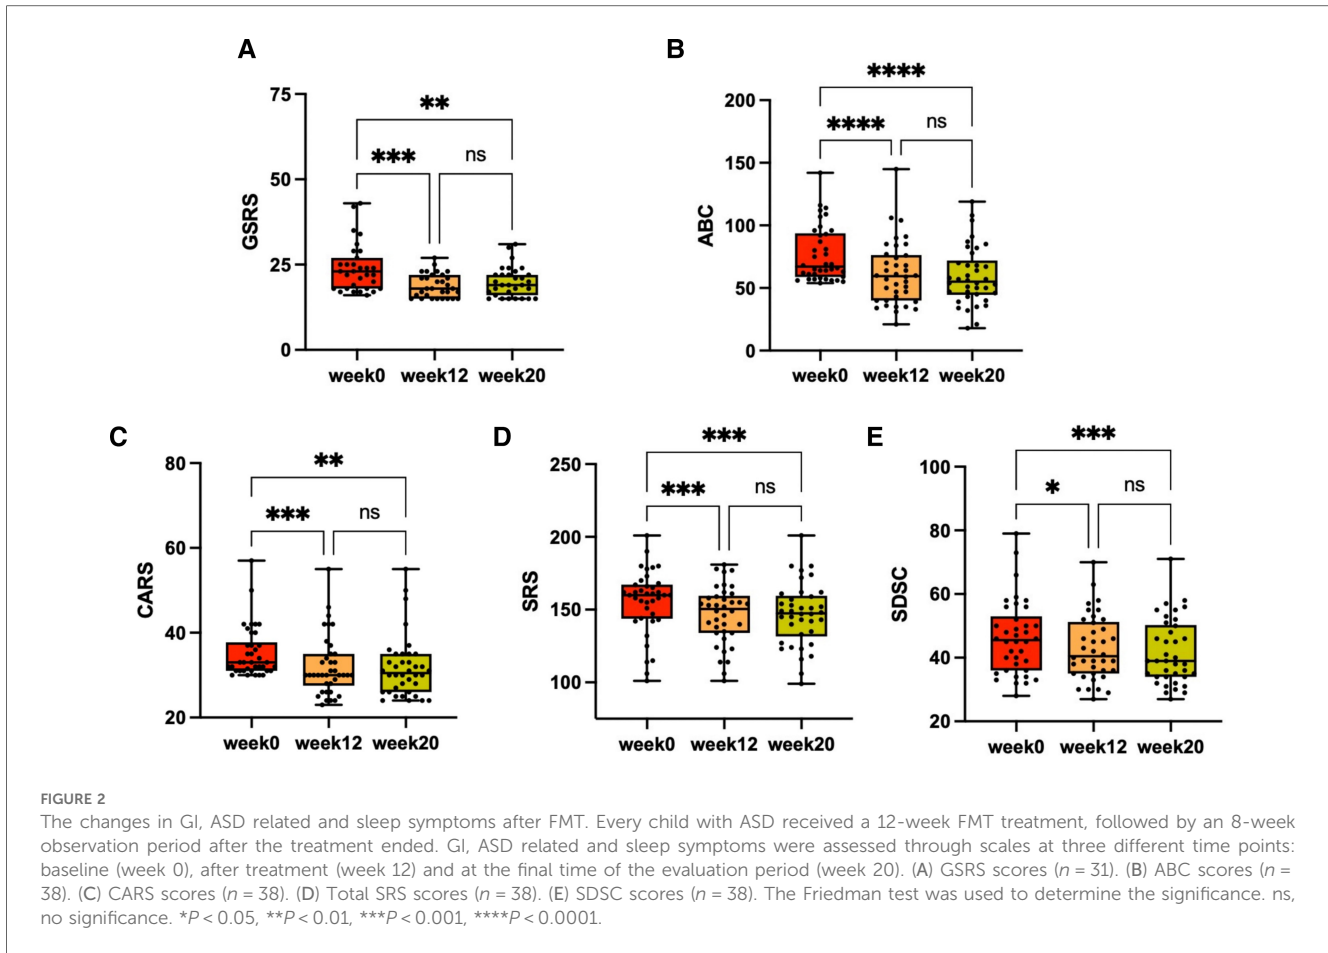 A
75
50
25
0
GSRS
**
***
ns
week0 week12 week20
B
200
150
100
50
0
ABC
****
****
ns
week0 week12 week20
C
80
60
40
20
CARS
**
***
ns
week0 week12 week20
D
250
200
150
100
SRS
***
***
ns
week0 week12 week20
E
100
80
60
40
20
SDSC
***
*
ns
week0 week12 week20
FIGURE 2
The changes in GI, ASD related and sleep symptoms after FMT. Every child with ASD received a 12-week FMT treatment, followed by an 8-week
observation period after the treatment ended. GI, ASD related and sleep symptoms were assessed through scales at three different time points:
baseline (week 0), after treatment (week 12) and at the final time of the evaluation period (week 20). (A) GSRS scores (n = 31). (B) ABC scores (n =
38). (C) CARS scores (n = 38). (D) Total SRS scores (n = 38). (E) SDSC scores (n = 38). The Friedman test was used to determine the significance. ns,
no significance. *P < 0.05, **P < 0.01, ***P < 0.001, ****P < 0.0001.